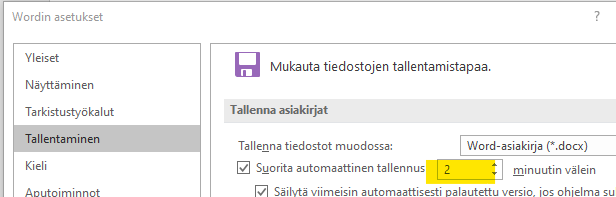 Wordin asetukset ?
Yleiset
Näyttäminen
Tarkistustyökalut
Tallentaminen
Kieli
Aputoiminnot
Mukauta tiedostojen tallentamistapaa.
Tallenna asiakirjat
Tallenna tiedostot muodossa: Word-asiakirja (*.docx)
Suorita automaattinen tallennus 2 minuutin välein
Säilytä viimeisin automaattisesti palautettu versio, jos ohjelma su